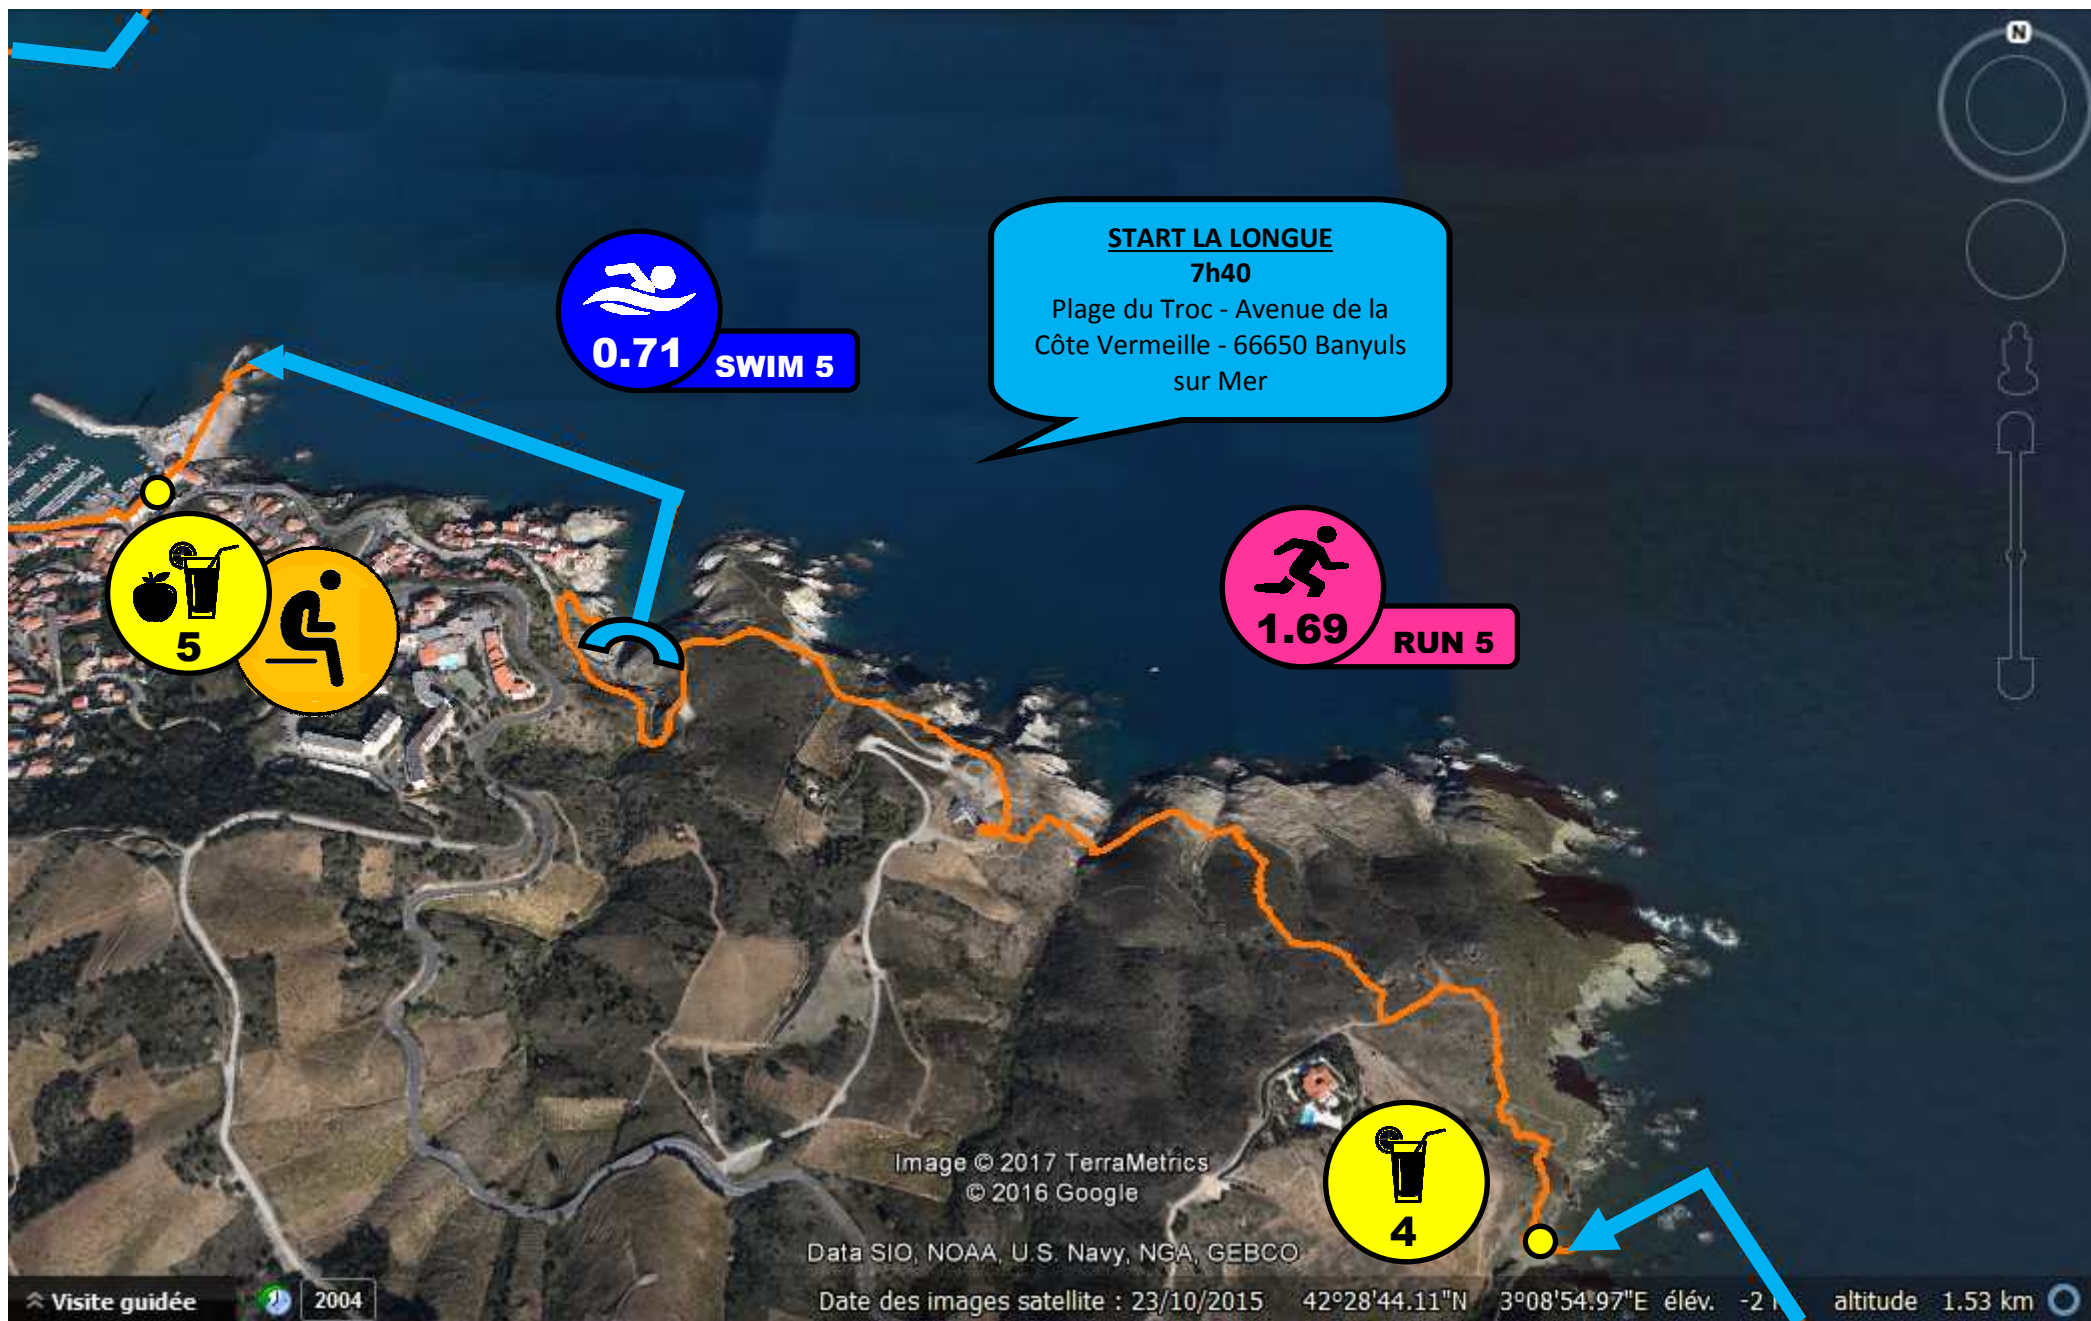 N
START LA LONGUE
7h40
Plage du Troc - Avenue de la
Côte Vermeille - 66650 Banyuls
sur Mer
0.71
SWIM 5
1.69
RUN 5
5
4
Image © 2017 TerraMetrics
© 2016 Google
Data SIO, NOAA, U.S. Navy, NGA, GEBCO
Visite guidée
2004
Date des images satellite : 23/10/2015 42°28'44.11"N 3°08'54.97"E élév. -2 altitude 1.53 km